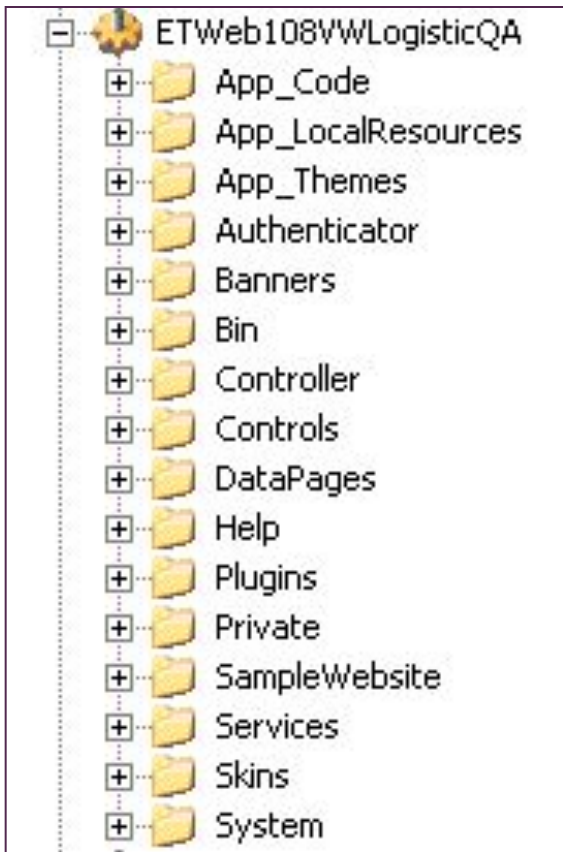 ETWeb108VWLogisticQA
App_Code
App_LocalResources
App_Themes
Authenticator
Banners
Bin
Controller
Controls
DataPages
Help
Plugins
Private
SampleWebsite
Services
Skins
System